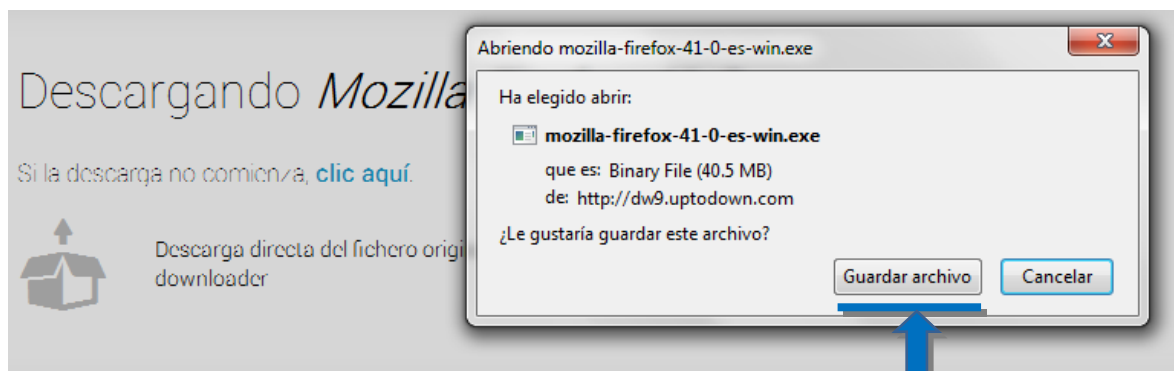 Abriendo mozilla-firefox-41-0-es-win.exe
Descargando Mozilla
Si la descarga no comienza, clic aquí.
Descarga directa del fichero origi
downloader
Ha elegido abrir:
mozilla-firefox-41-0-es-win.exe
que es: Binary File (40.5 MB)
de: http://dw9.uptodown.com
¿Le gustaría guardar este archivo?
Guardar archivo
Cancelar